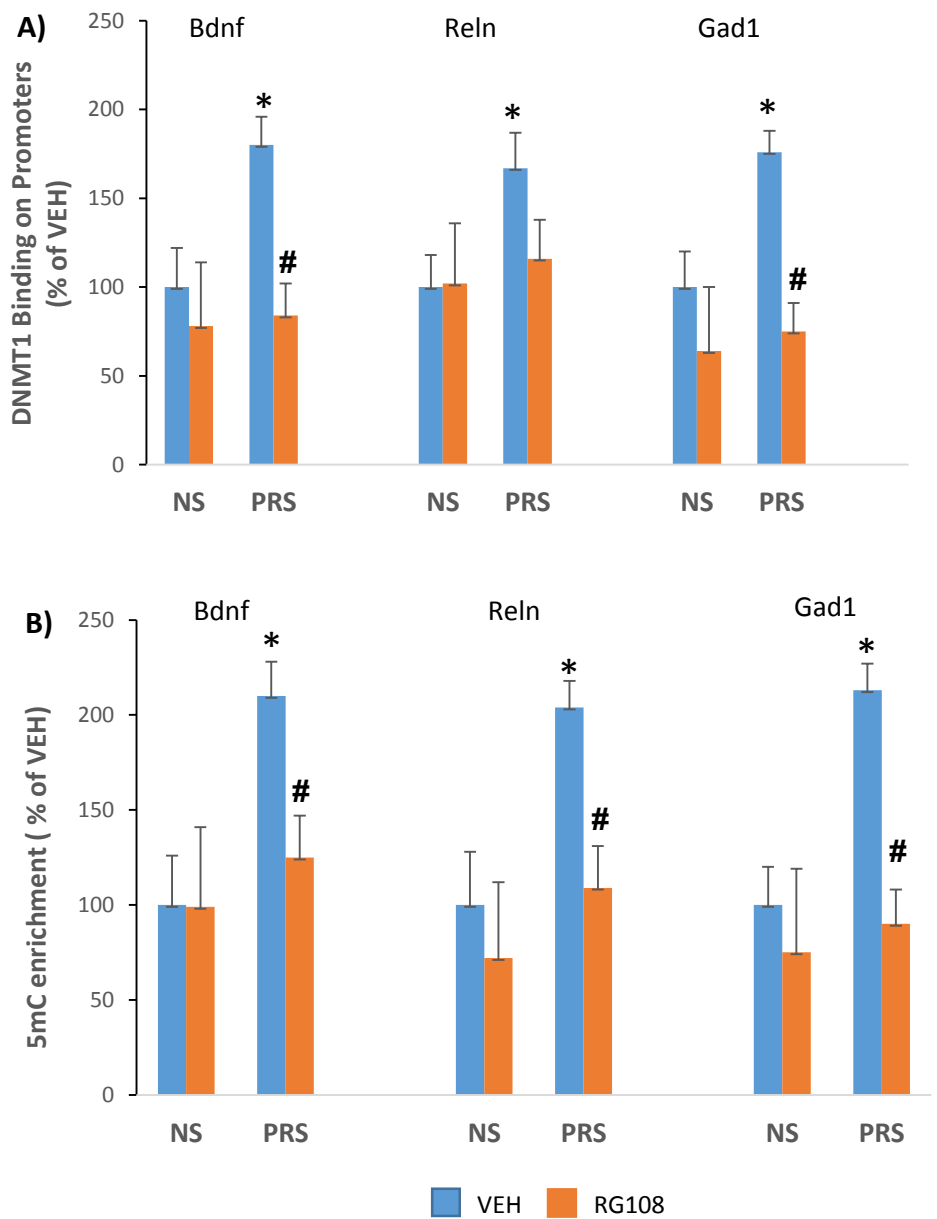 A)
Bdnf
Reln
Gad1
DNMT1 Binding on Promoters
(% of VEH)
250
200
150
100
50
0
*
#
*
*
#
NS
PRS
NS
PRS
NS
PRS
B)
Bdnf
Reln
Gad1
5mC enrichment ( % of VEH)
250
200
150
100
50
0
*
#
*
#
*
#
NS
PRS
NS
PRS
NS
PRS
VEH
RG108